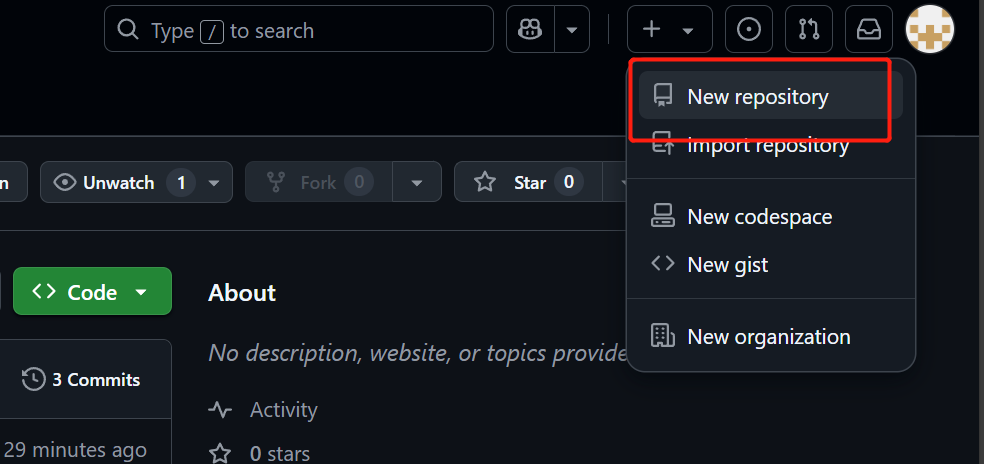 Type / to search
New repository
Import repository
n
Unwatch 1
Fork 0
Star 0
New codespace
New gist
Code
About
New organization
No description, website, or topics provide
3 Commits
Activity
29 minutes ago
0 stars